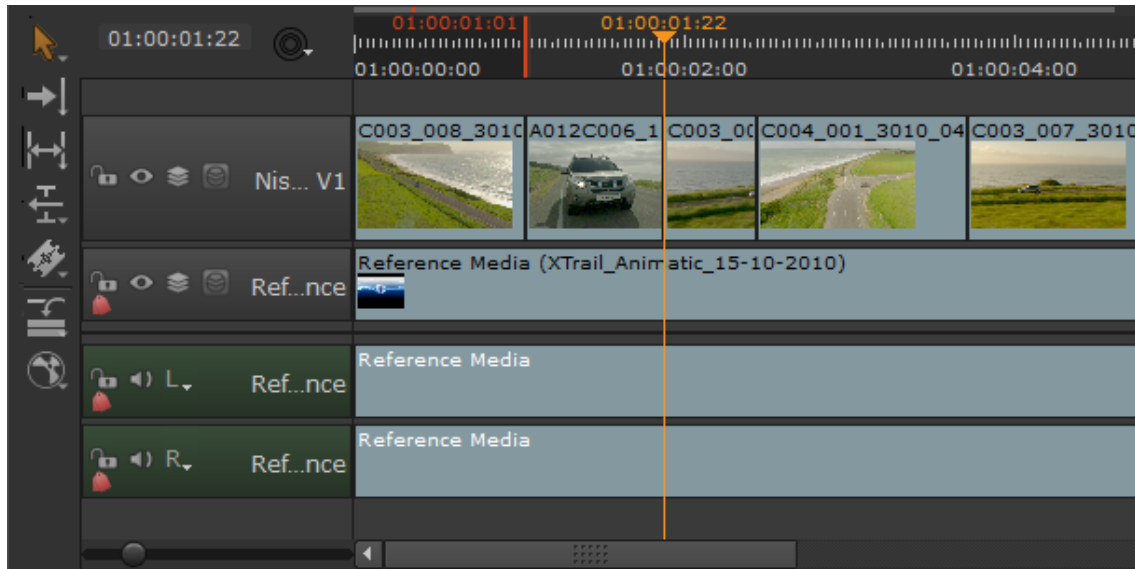 01:00:01:01 01:00:01:22
01:00:01:22
01:00:00:00 01:00:02:00 01:00:04:00
C003_008_3010 A012C006_1 C003_00 C004_001_3010_04 C003_007_3010
Nis... V1
Reference Media (XTrail_Animatic_15-10-2010)
Ref...nce
Reference Media
L Ref...nce
Reference Media
R Ref...nce